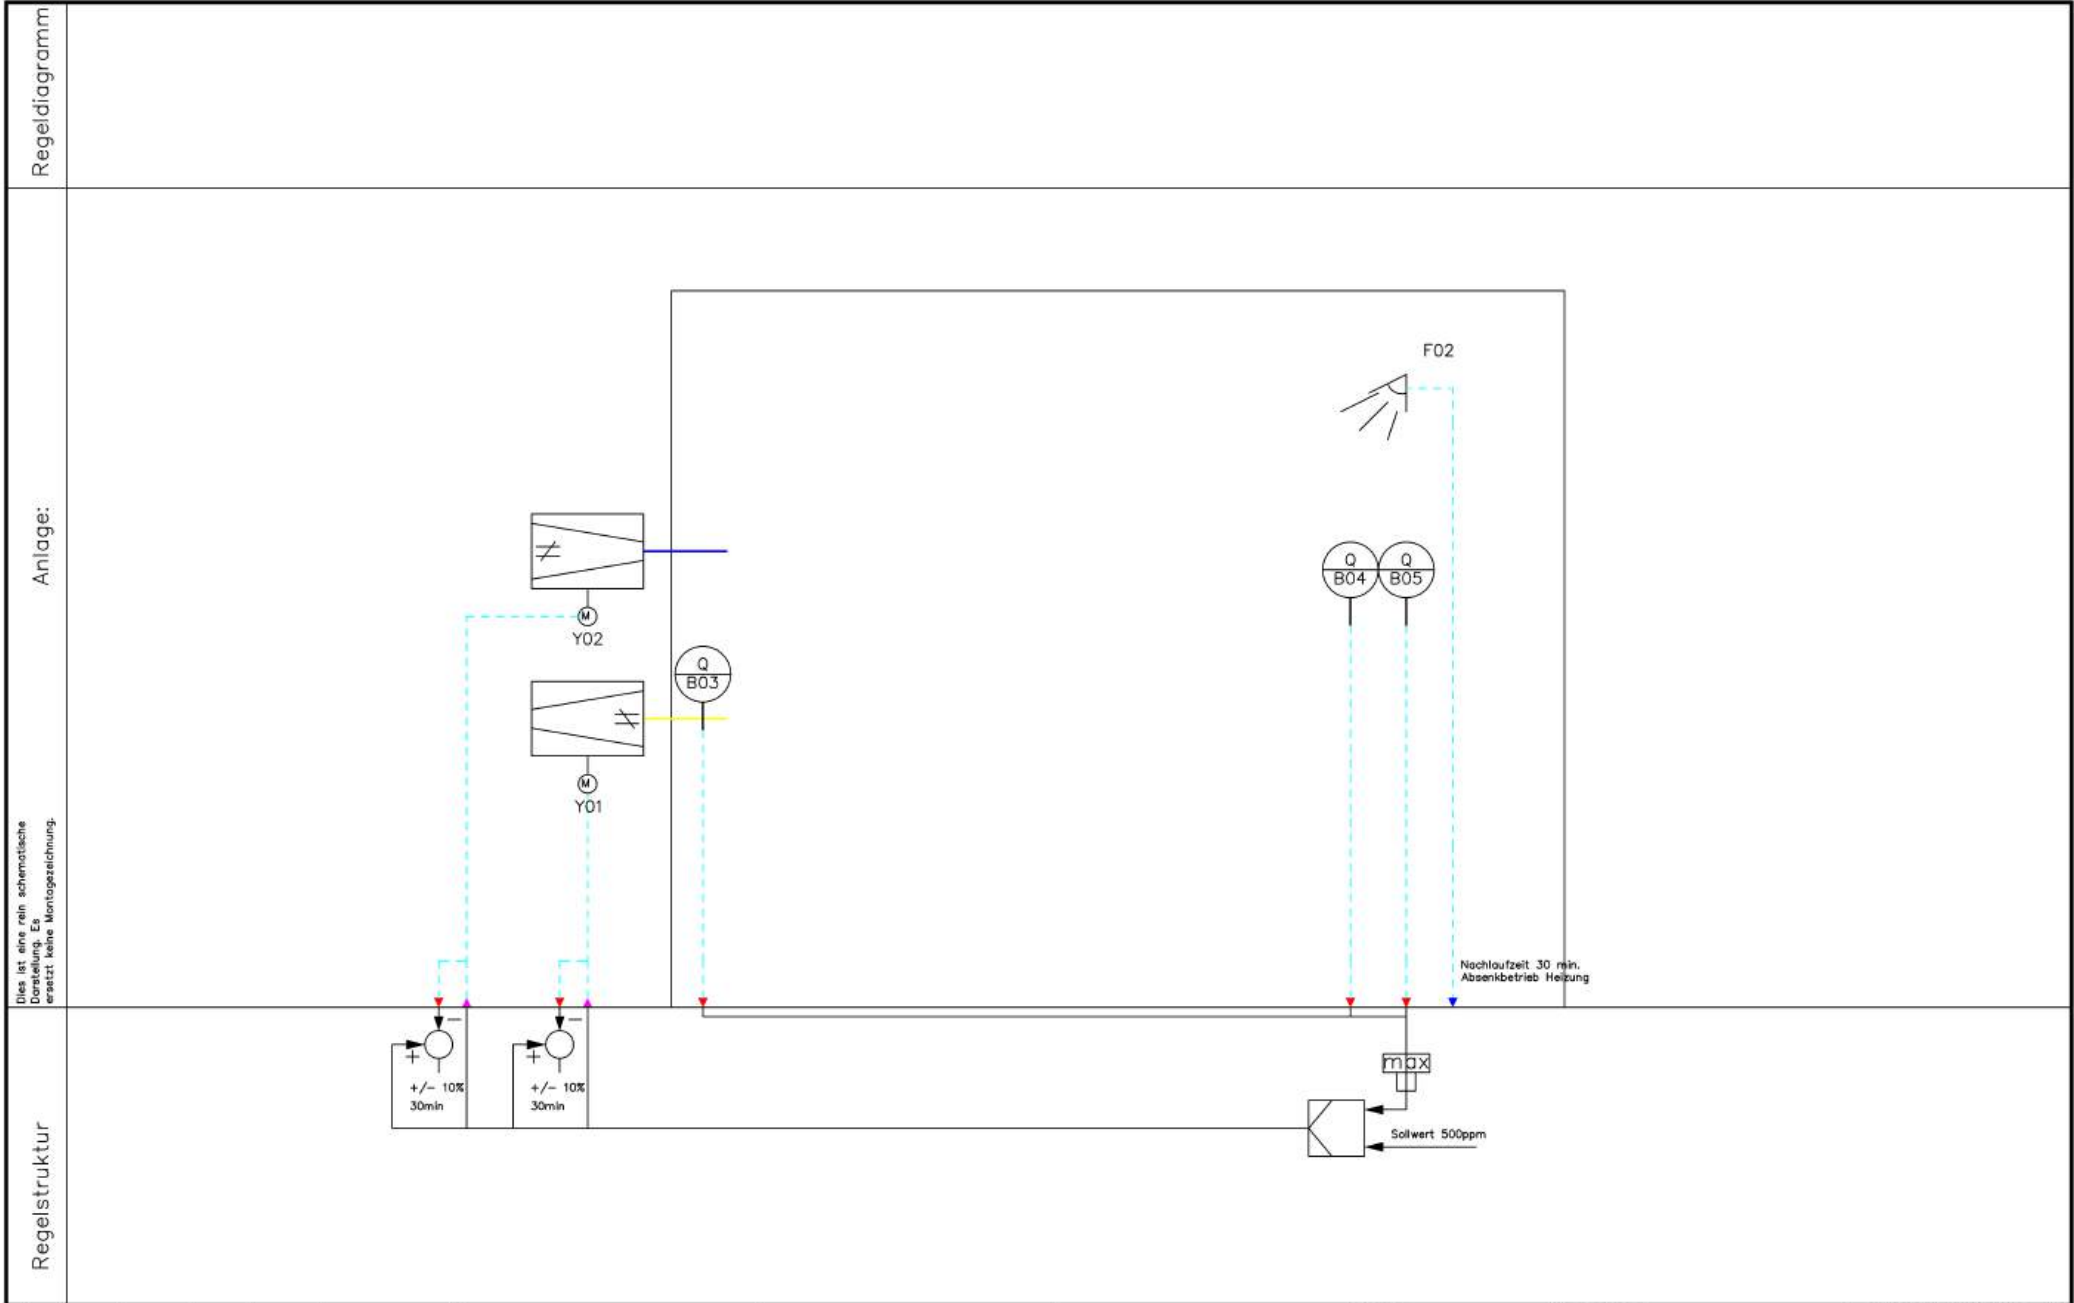 Regeldiagramm
Anlage:
Dies ist eine rein schematische
Darstellung. Es
ersetzt keine Montagezeichnung.
Regelstruktur
F02
Q
B04
Q
B05
M
Y02
Q
B03
M
Y01
Nachlaufzeit 30 min.
Absenkbetrieb Heizung
−
+
+/- 10%
30min
−
+
+/- 10%
30min
max
Sollwert 500ppm